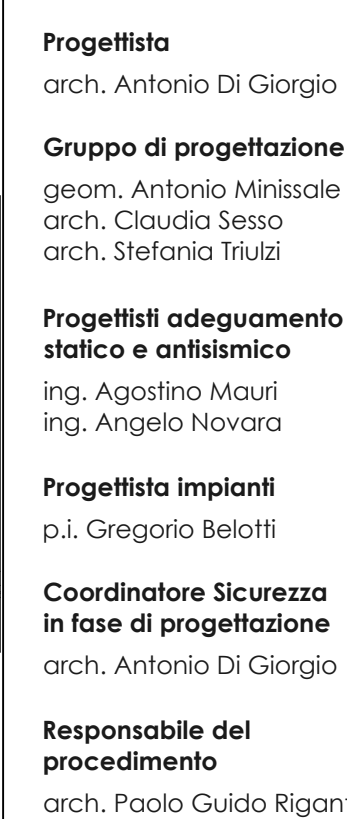 Progettista
arch. Antonio Di Giorgio
Gruppo di progettazione
geom. Antonio Minissale
arch. Claudia Sesso
arch. Stefania Triulzi
Progettisti adeguamento
statico e antisismico
ing. Agostino Mauri
ing. Angelo Novara
Progettista impianti
p.i. Gregorio Belotti
Coordinatore Sicurezza
in fase di progettazione
arch. Antonio Di Giorgio
Responsabile del
procedimento
arch. Paolo Guido